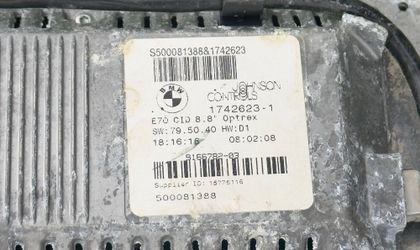 S500081388&1742623
BMW
JOHNSON
CONTROLS
1742623-1
E70 CID 8.8' Optrex
SW:79.50.40 HW:D1
18:16:16 08:02:08
9166782-03
Supplier ID: 15776116
500081388